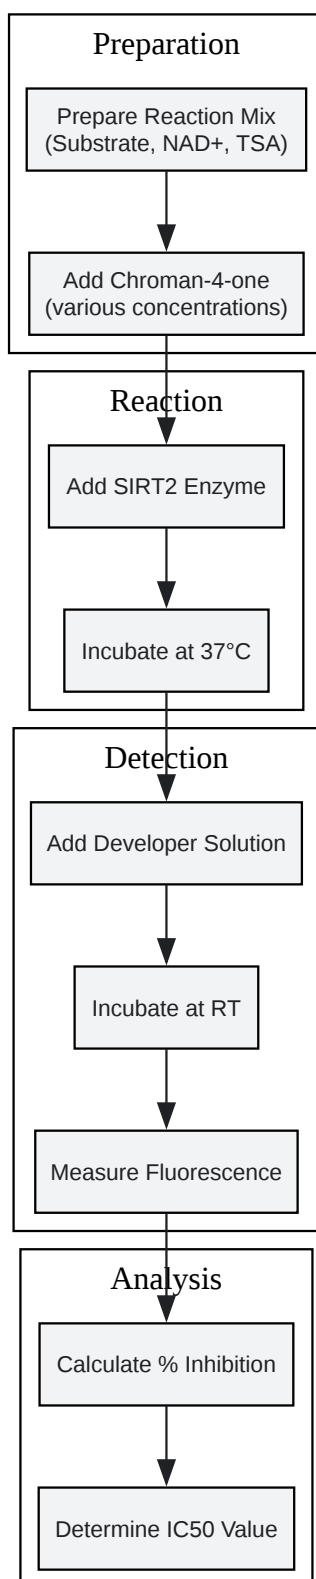 Preparation
Prepare Reaction Mix
(Substrate, NAD+, TSA)
Add Chroman-4-one
(various concentrations)
Reaction
Add SIRT2 Enzyme
Incubate at 37°C
Detection
Add Developer Solution
Incubate at RT
Measure Fluorescence
Analysis
Calculate % Inhibition
Determine IC50 Value